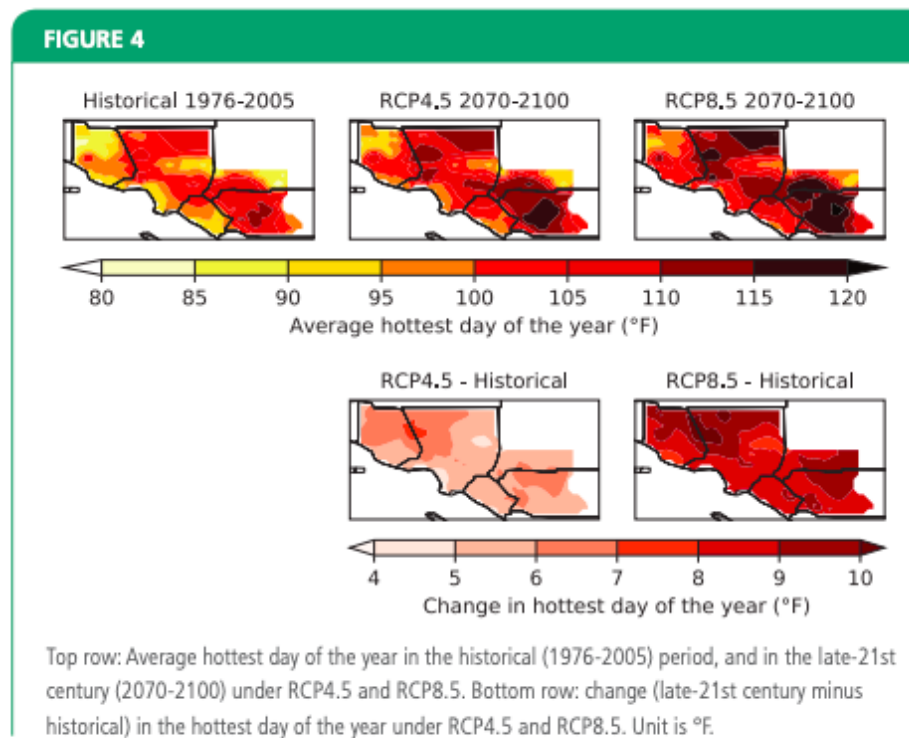 FIGURE 4
Historical 1976-2005
RCP4.5 2070-2100
RCP8.5 2070-2100
80 85 90 95 100 105 110 115 120
Average hottest day of the year (°F)
RCP4.5 - Historical
RCP8.5 - Historical
4 5 6 7 8 9 10
Change in hottest day of the year (°F)
Top row: Average hottest day of the year in the historical (1976-2005) period, and in the late-21st
century (2070-2100) under RCP4.5 and RCP8.5. Bottom row: change (late-21st century minus
historical) in the hottest day of the year under RCP4.5 and RCP8.5. Unit is °F.